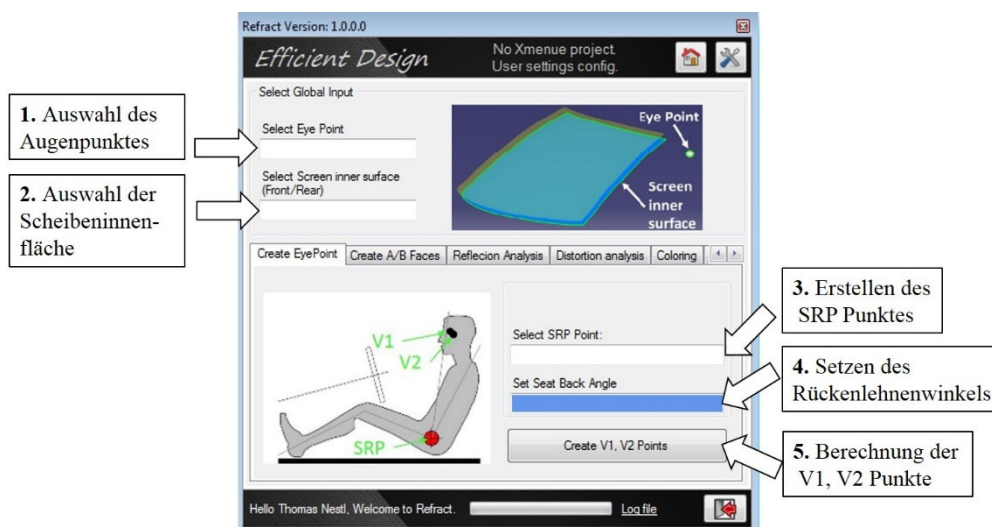 Refract Version: 1.0.0.0
Efficient Design
No Xmenue project.
User settings config.
Select Global Input
1. Auswahl des
Augenpunktes
Select Eye Point
2. Auswahl der
Scheibeninnen-
fläche
Select Screen inner surface
(Front/Rear)
Eye Point
Screen
inner
surface
Create EyePoint
Create A/B Faces
Reflecion Analysis
Distortion analysis
Coloring
V1
V2
SRP
3. Erstellen des
SRP Punktes
Select SRP Point:
4. Setzen des
Rückenlehnenwinkels
Set Seat Back Angle
Create V1, V2 Points
5. Berechnung der
V1, V2 Punkte
Hello Thomas Nestl, Welcome to Refract.
Log file